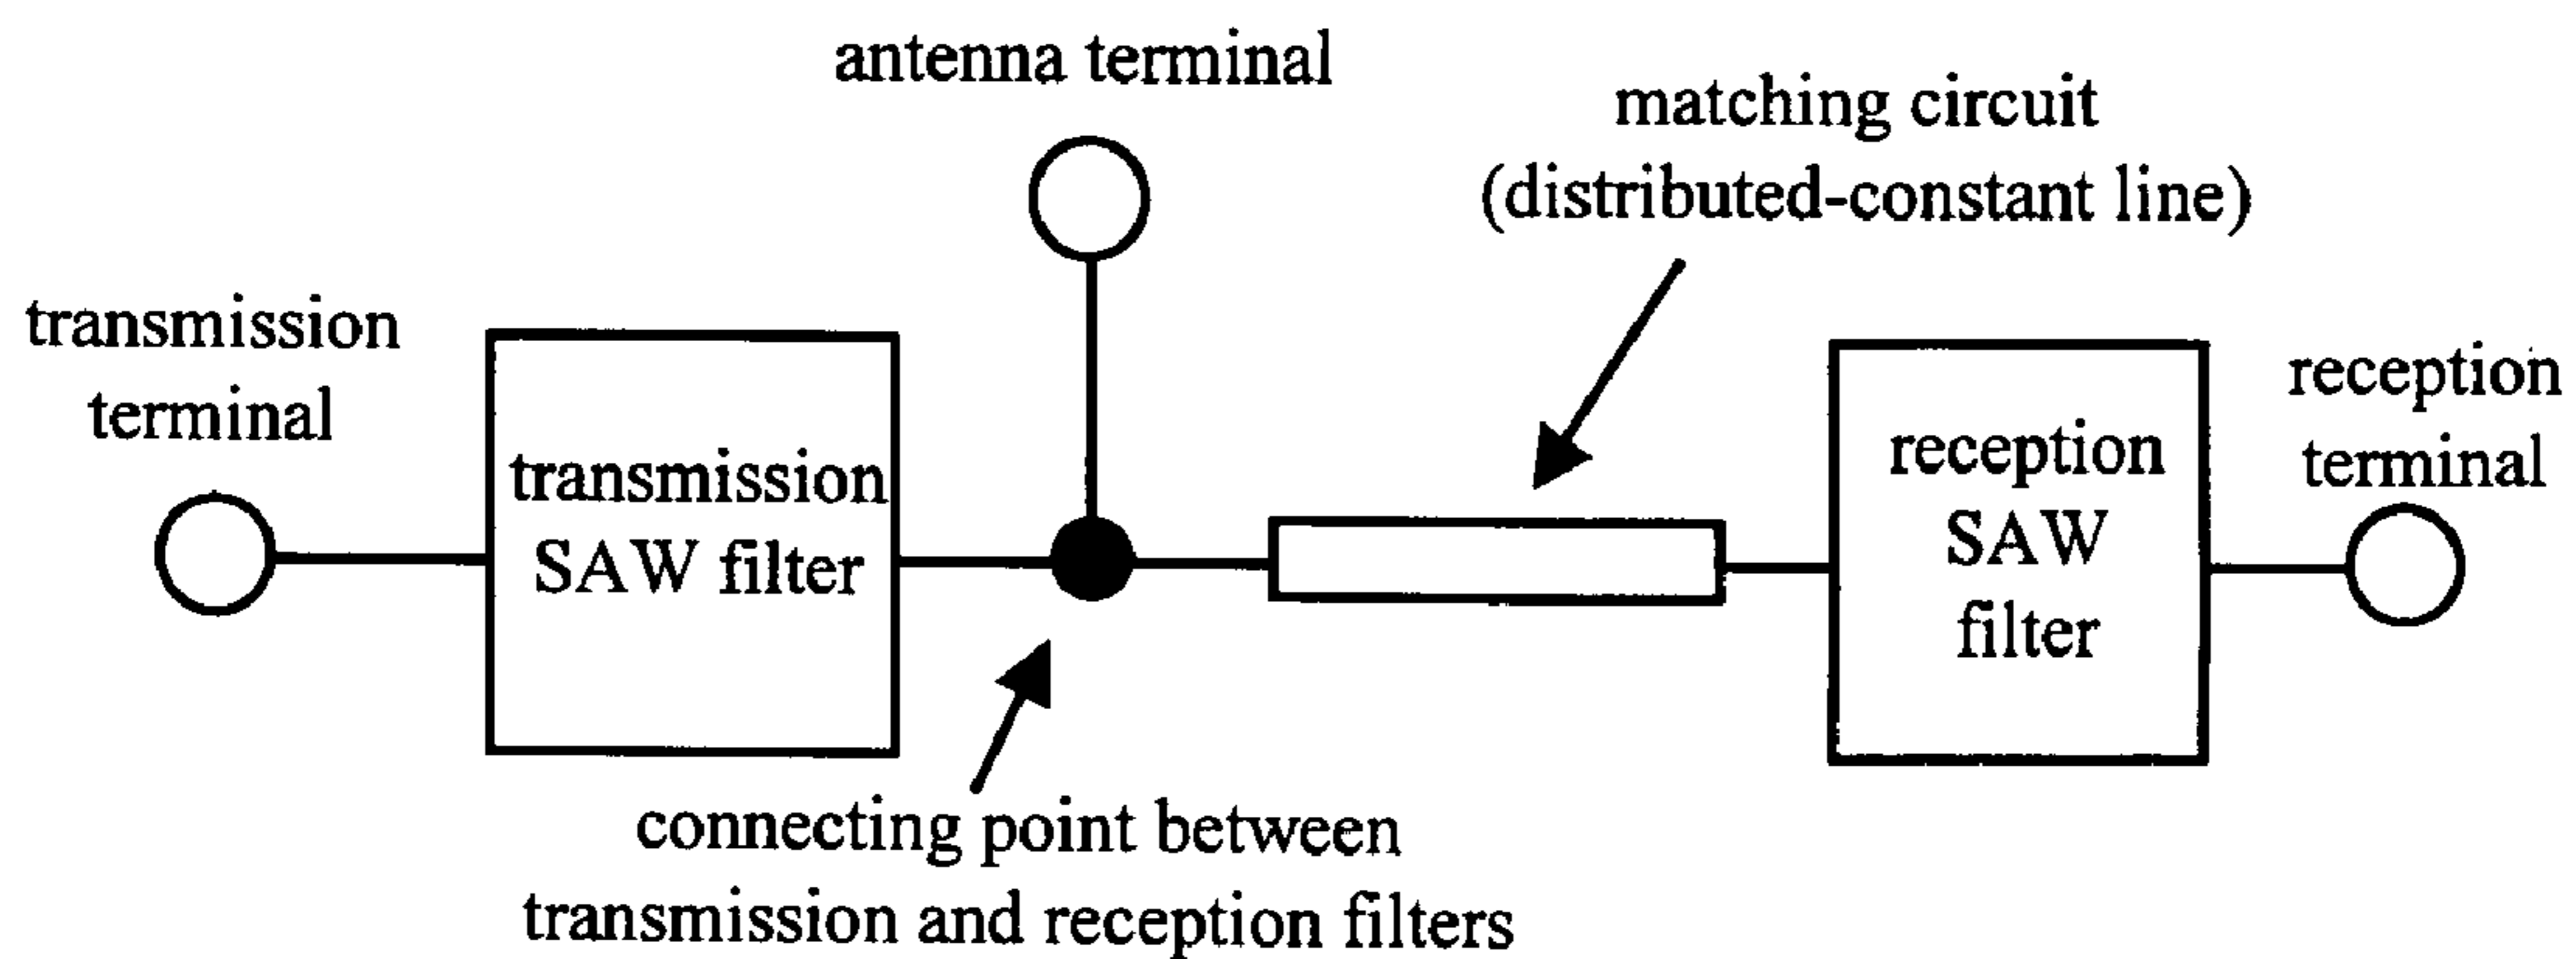 antenna terminal
matching circuit
(distributed-constant line)
transmission
terminal
transmission
SAW filter
reception
SAW
filter
reception
terminal
connecting point between
transmission and reception filters